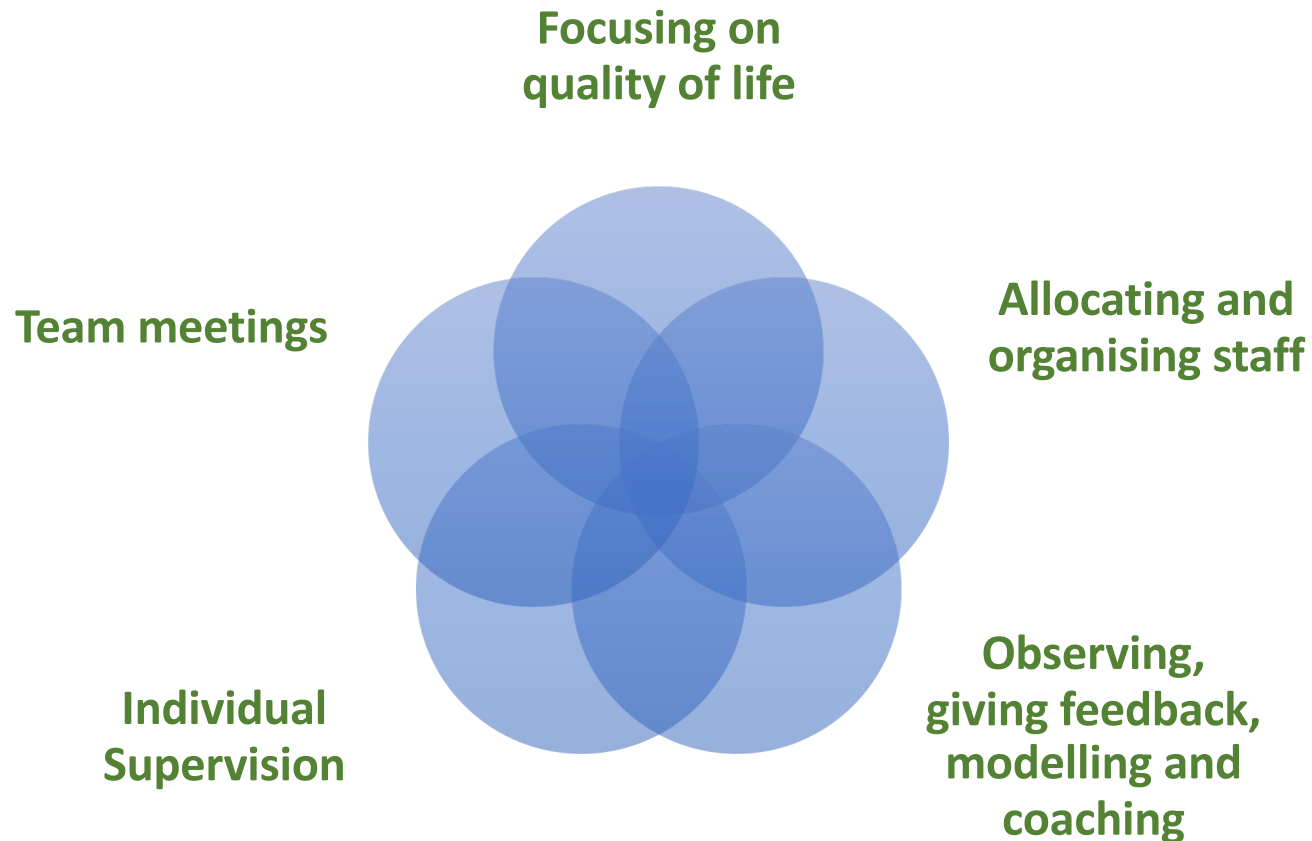 Focusing on
quality of life
Team meetings
Allocating and
organising staff
Individual
Supervision
Observing,
giving feedback,
modelling and
coaching